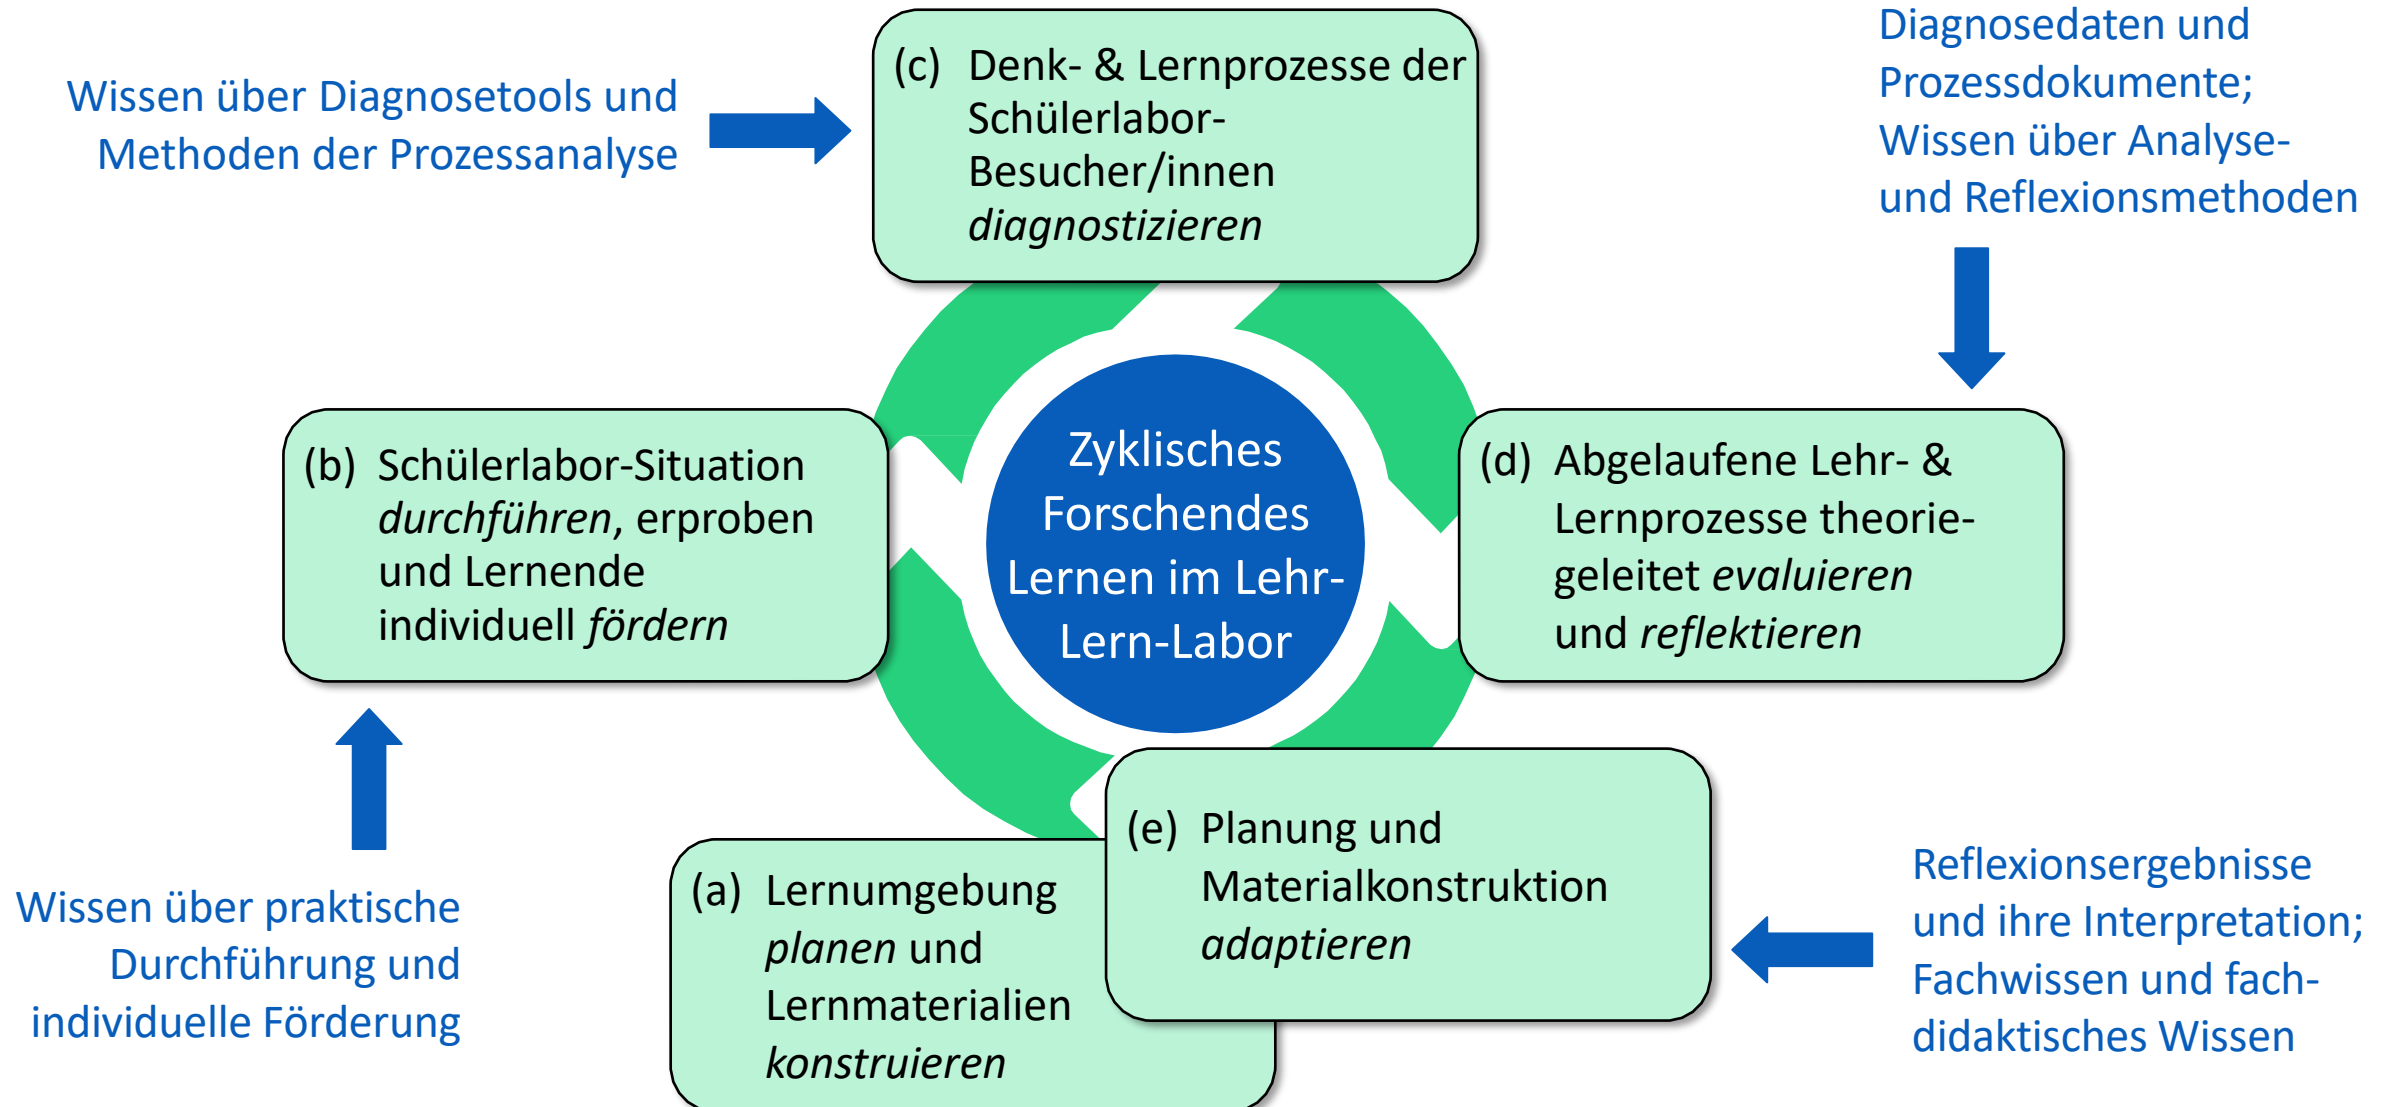 Wissen über Diagnosetools und
Methoden der Prozessanalyse
(c) Denk- & Lernprozesse der
Schülerlabor-
Besucher/innen
diagnostizieren
Diagnosedaten und
Prozessdokumente;
Wissen über Analyse-
und Reflexionsmethoden
(b) Schülerlabor-Situation
durchführen, erproben
und Lernende
individuell fördern
Zyklisches
Forschendes
Lernen im Lehr-
Lern-Labor
(d) Abgelaufene Lehr- &
Lernprozesse theorie-
geleitet evaluieren
und reflektieren
Wissen über praktische
Durchführung und
individuelle Förderung
(a) Lernumgebung
planen und
Lernmaterialien
konstruieren
(e) Planung und
Materialkonstruktion
adaptieren
Reflexionsergebnisse
und ihre Interpretation;
Fachwissen und fach-
didaktisches Wissen